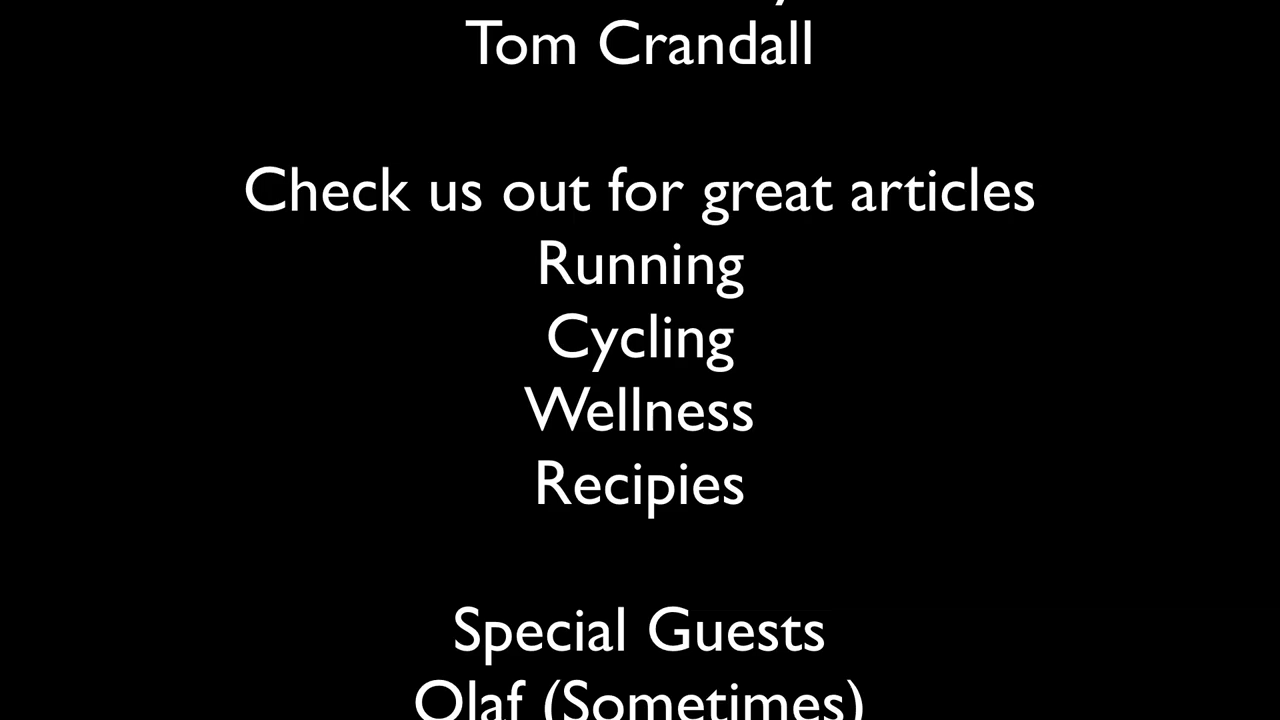 Tom Crandall
Check us out for great articles
Running
Cycling
Wellness
Recipies
Special Guests
Olaf (Sometimes)